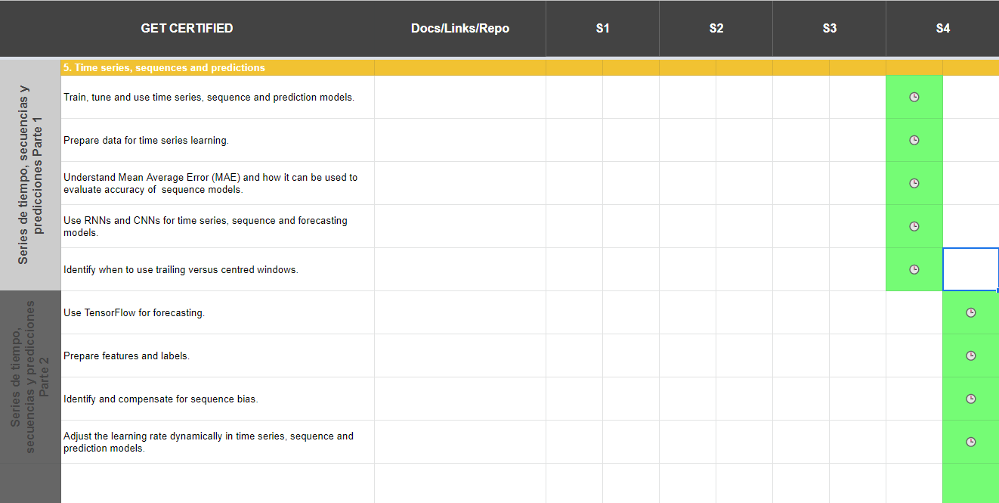 GET CERTIFIED
Docs/Links/Repo
S1
S2
S3
S4
5. Time series, sequences and predictions
Series de tiempo, secuencias y
predicciones Parte 1
Train, tune and use time series, sequence and prediction models.
Prepare data for time series learning.
Understand Mean Average Error (MAE) and how it can be used to
evaluate accuracy of  sequence models.
Use RNNs and CNNs for time series, sequence and forecasting
models.
Identify when to use trailing versus centred windows.
Series de tiempo,
secuencias y predicciones
Parte 2
Use TensorFlow for forecasting.
Prepare features and labels.
Identify and compensate for sequence bias.
Adjust the learning rate dynamically in time series, sequence and
prediction models.